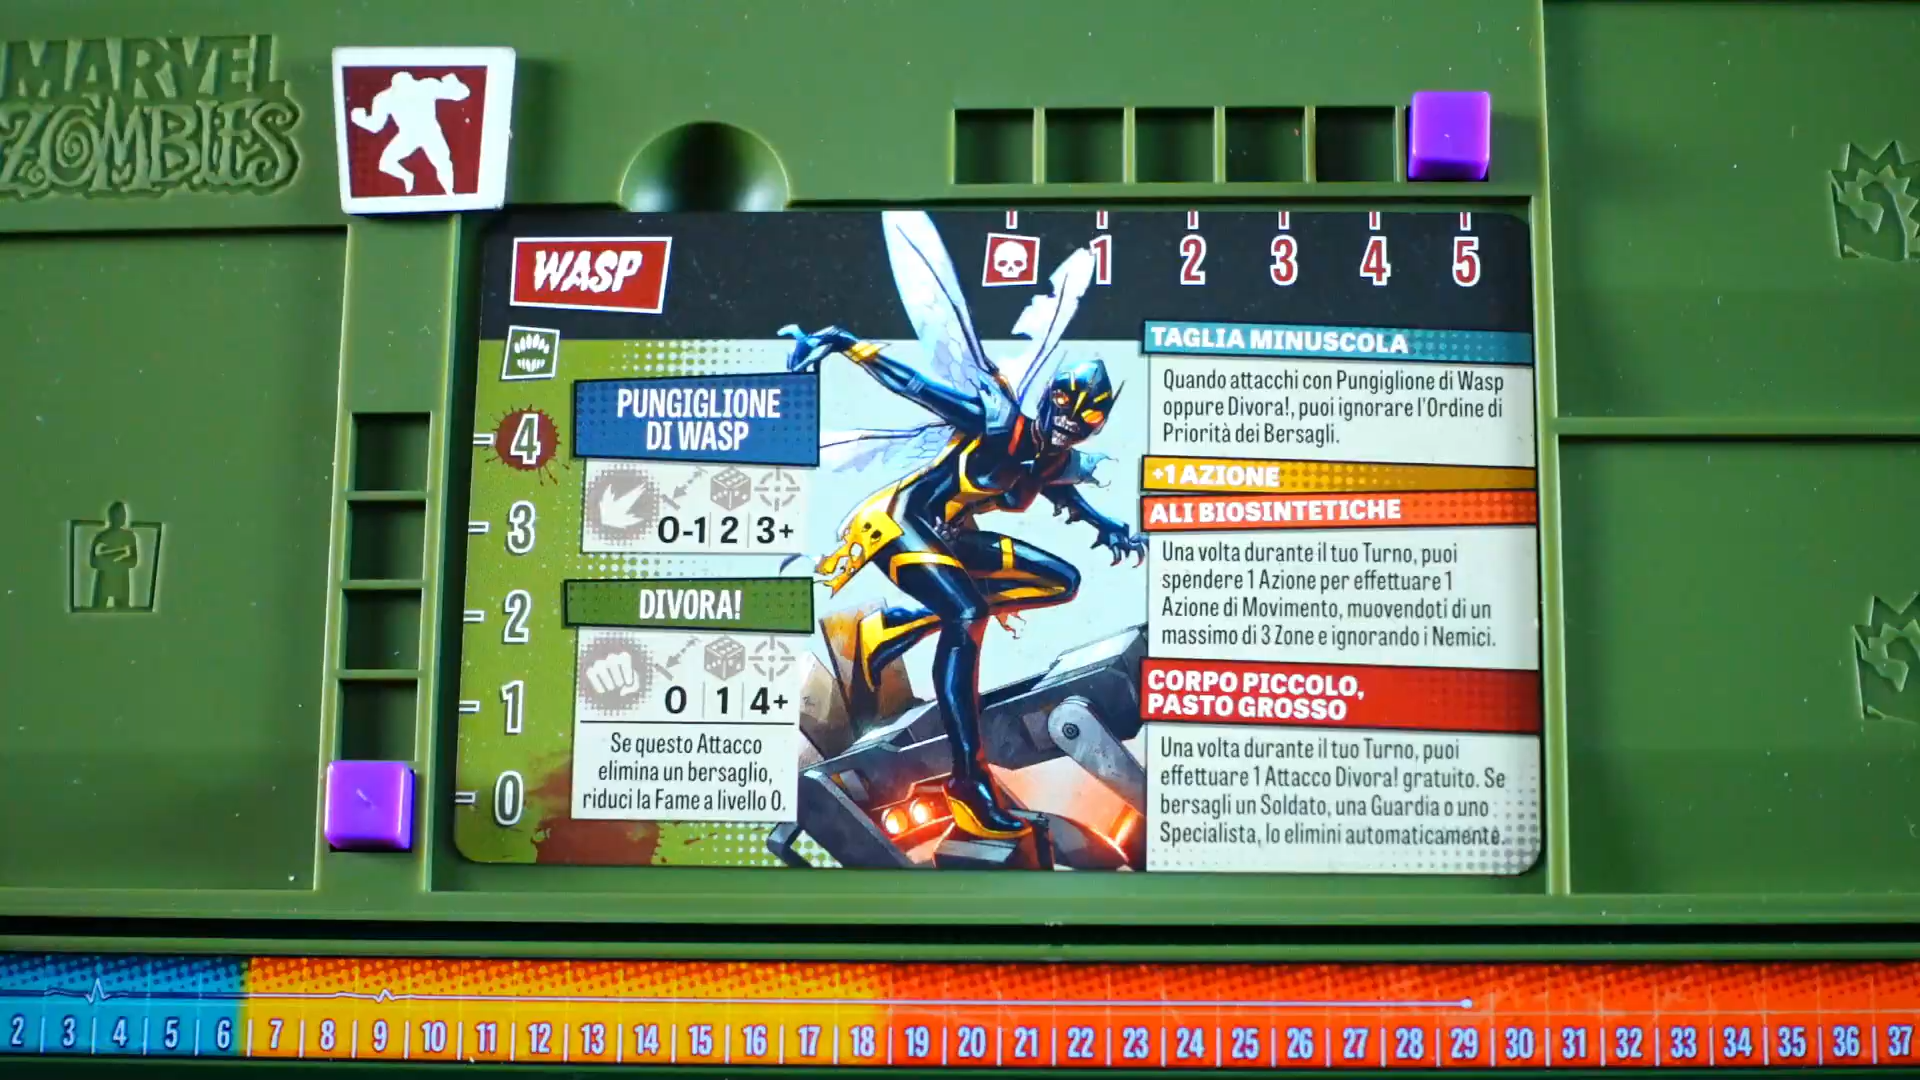 MARVEL
ZOMBIES
WASP
1 2 3 4 5
4
3
2
1
0
PUNGIGLIONE
DI WASP
0-1 2 3+
DIVORA!
0 1 4+
Se questo Attacco
elimina un bersaglio,
riduci la Fame a livello 0.
TAGLIA MINUSCOLA
Quando attacchi con Pungiglione di Wasp
oppure Divora!, puoi ignorare l'Ordine di
Priorità dei Bersagli.
+1 AZIONE
ALI BIOSINTETICHE
Una volta durante il tuo Turno, puoi
spendere 1 Azione per effettuare 1
Azione di Movimento, muovendoti di un
massimo di 3 Zone e ignorando i Nemici.
CORPO PICCOLO,
PASTO GROSSO
Una volta durante il tuo Turno, puoi
effettuare 1 Attacco Divora! gratuito. Se
bersagli un Soldato, una Guardia o uno
Specialista, lo elimini automaticamente.
2 3 4 5 6 7 8 9 10 11 12 13 14 15 16 17 18 19 20 21 22 23 24 25 26 27 28 29 30 31 32 33 34 35 36 37